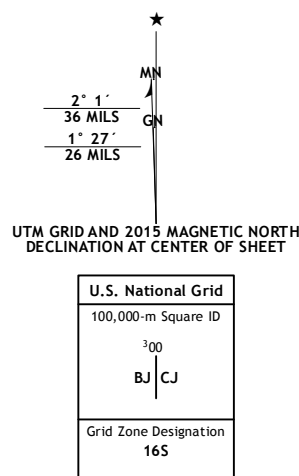 ★
MN
2° 1´
36 MILS
GN
1° 27´
26 MILS
UTM GRID AND 2015 MAGNETIC NORTH
DECLINATION AT CENTER OF SHEET
U.S. National Grid
100,000-m Square ID
³00
BJ CJ
Grid Zone Designation
16S